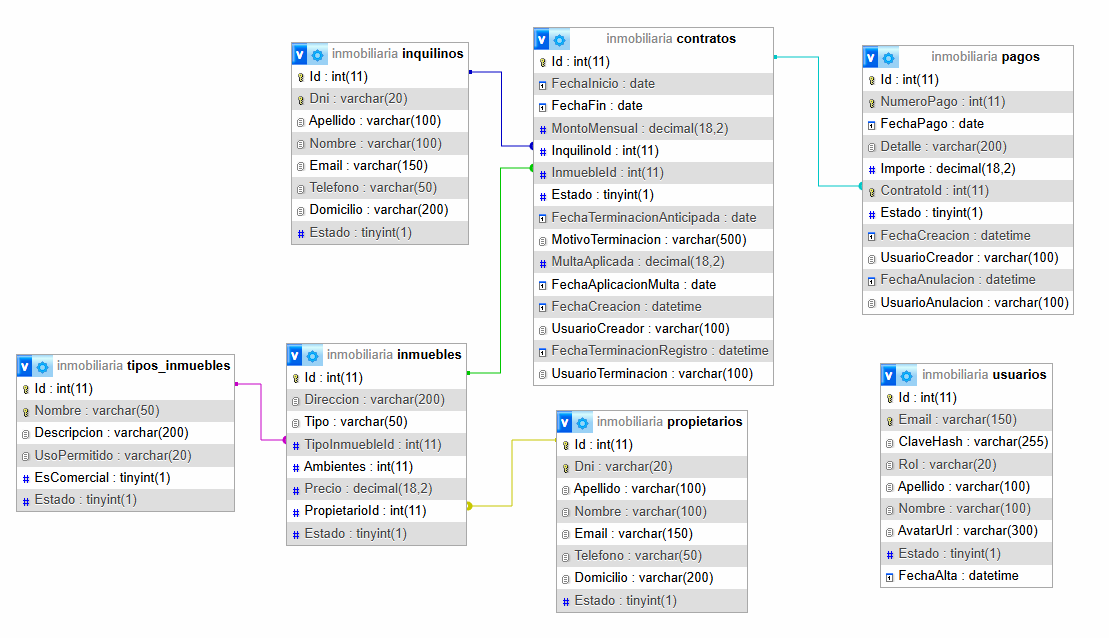 inmobiliaria inquilinos
Id : int(11)
Dni : varchar(20)
Apellido : varchar(100)
Nombre : varchar(100)
Email : varchar(150)
Telefono : varchar(50)
Domicilio : varchar(200)
Estado : tinyint(1)
inmobiliaria contratos
Id : int(11)
FechaInicio : date
FechaFin : date
MontoMensual : decimal(18,2)
InquilinoId : int(11)
InmuebleId : int(11)
Estado : tinyint(1)
FechaTerminacionAnticipada : date
MotivoTerminacion : varchar(500)
MultaAplicada : decimal(18,2)
FechaAplicacionMulta : date
FechaCreacion : datetime
UsuarioCreador : varchar(100)
FechaTerminacionRegistro : datetime
UsuarioTerminacion : varchar(100)
inmobiliaria pagos
Id : int(11)
NumeroPago : int(11)
FechaPago : date
Detalle : varchar(200)
Importe : decimal(18,2)
ContratoId : int(11)
Estado : tinyint(1)
FechaCreacion : datetime
UsuarioCreador : varchar(100)
FechaAnulacion : datetime
UsuarioAnulacion : varchar(100)
inmobiliaria tipos_inmuebles
Id : int(11)
Nombre : varchar(50)
Descripcion : varchar(200)
UsoPermitido : varchar(20)
EsComercial : tinyint(1)
Estado : tinyint(1)
inmobiliaria inmuebles
Id : int(11)
Direccion : varchar(200)
Tipo : varchar(50)
TipoInmuebleId : int(11)
Ambientes : int(11)
Precio : decimal(18,2)
PropietarioId : int(11)
Estado : tinyint(1)
inmobiliaria propietarios
Id : int(11)
Dni : varchar(20)
Apellido : varchar(100)
Nombre : varchar(100)
Email : varchar(150)
Telefono : varchar(50)
Domicilio : varchar(200)
Estado : tinyint(1)
inmobiliaria usuarios
Id : int(11)
Email : varchar(150)
ClaveHash : varchar(255)
Rol : varchar(20)
Apellido : varchar(100)
Nombre : varchar(100)
AvatarUrl : varchar(300)
Estado : tinyint(1)
FechaAlta : datetime